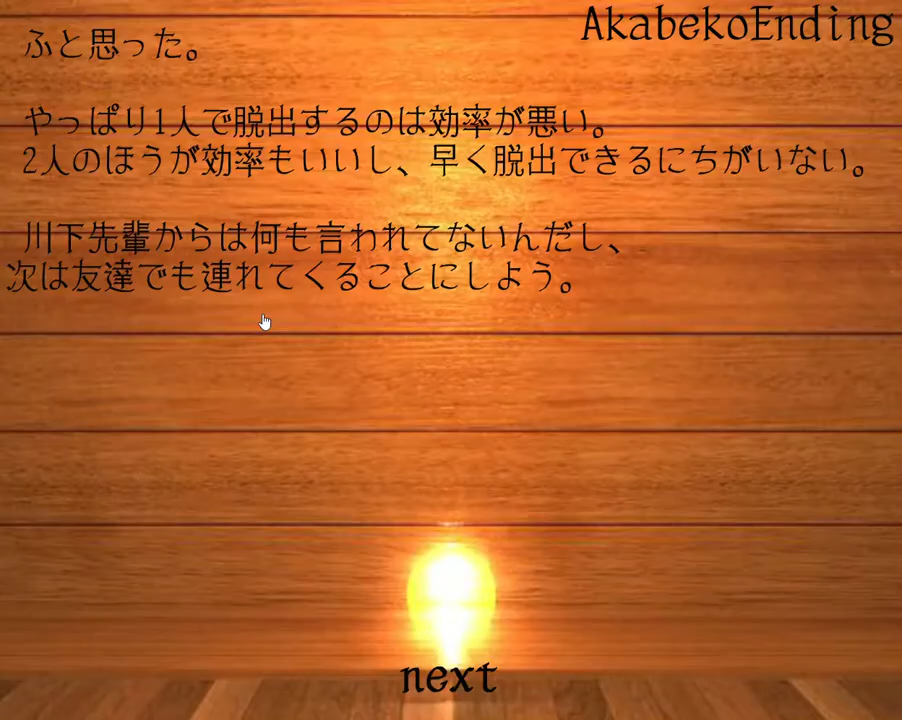 AkabekoEnding
ふと思った。
やっぱり1人で脱出するのは効率が悪い。
2人のほうが効率もいいし、早く脱出できるにちがいない。
川下先輩からは何も言われてないんだし、
次は友達でも連れてくることにしよう。
next